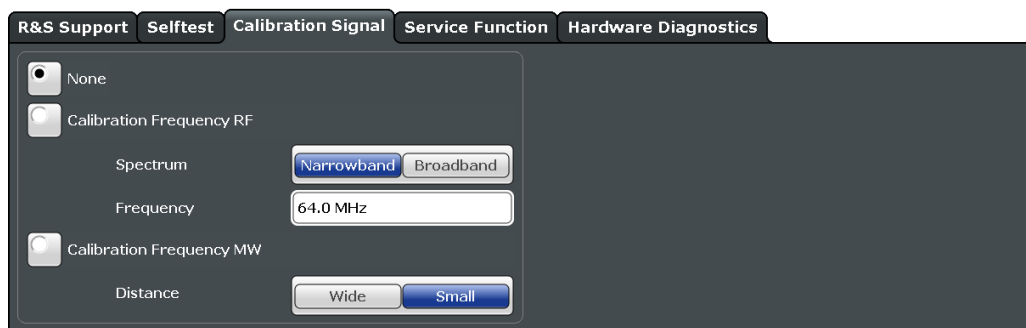 R&S Support Selftest Calibration Signal Service Function Hardware Diagnostics
None
Calibration Frequency RF
Spectrum Narrowband Broadband
Frequency 64.0 MHz
Calibration Frequency MW
Distance Wide Small